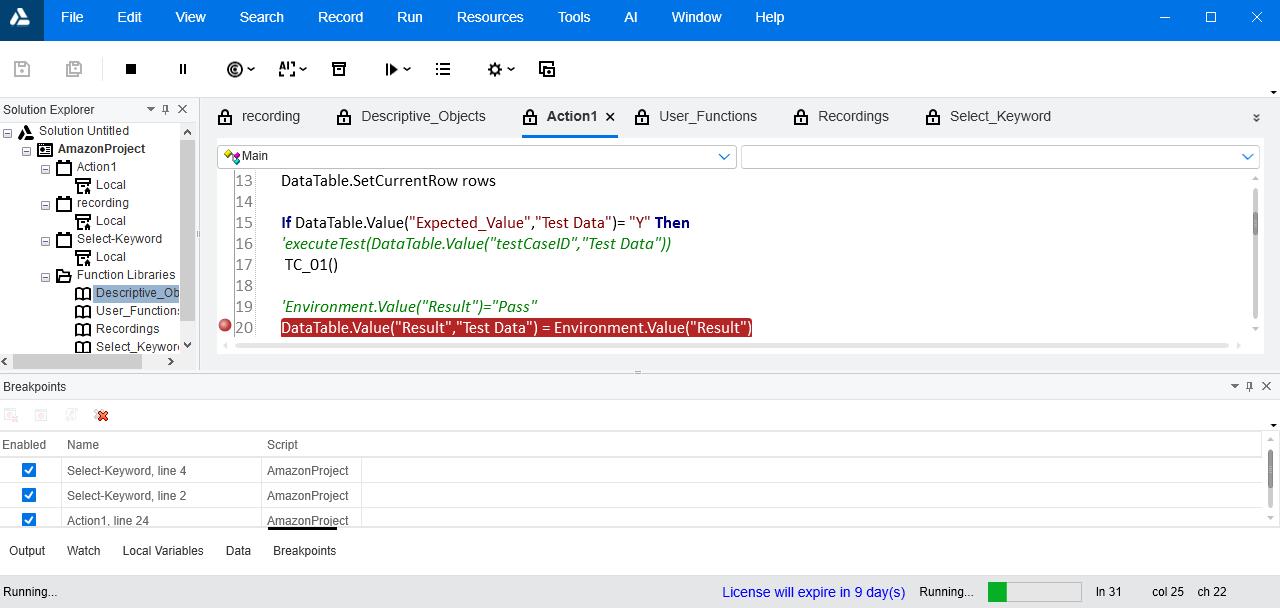 File Edit View Search Record Run Resources Tools AI Window Help
Solution Explorer
Solution Untitled
AmazonProject
Action1
Local
recording
Local
Select-Keyword
Local
Function Libraries
Descriptive_Ob
User_Function
Recordings
Select_Keywor
recording Descriptive_Objects Action1 User_Functions Recordings Select_Keyword
Main
13 DataTable.SetCurrentRow rows
14
15 If DataTable.Value("Expected_Value","Test Data")= "Y" Then
16 'executeTest(DataTable.Value("testCaseID","Test Data"))
17 TC_01()
18
19 'Environment.Value("Result")="Pass"
20 DataTable.Value("Result","Test Data") = Environment.Value("Result")
Breakpoints
Enabled Name Script
Select-Keyword, line 4 AmazonProject
Select-Keyword, line 2 AmazonProject
Action1, line 24 AmazonProject
Output Watch Local Variables Data Breakpoints
Running... License will expire in 9 day(s) Running... ln 31 col 25 ch 22